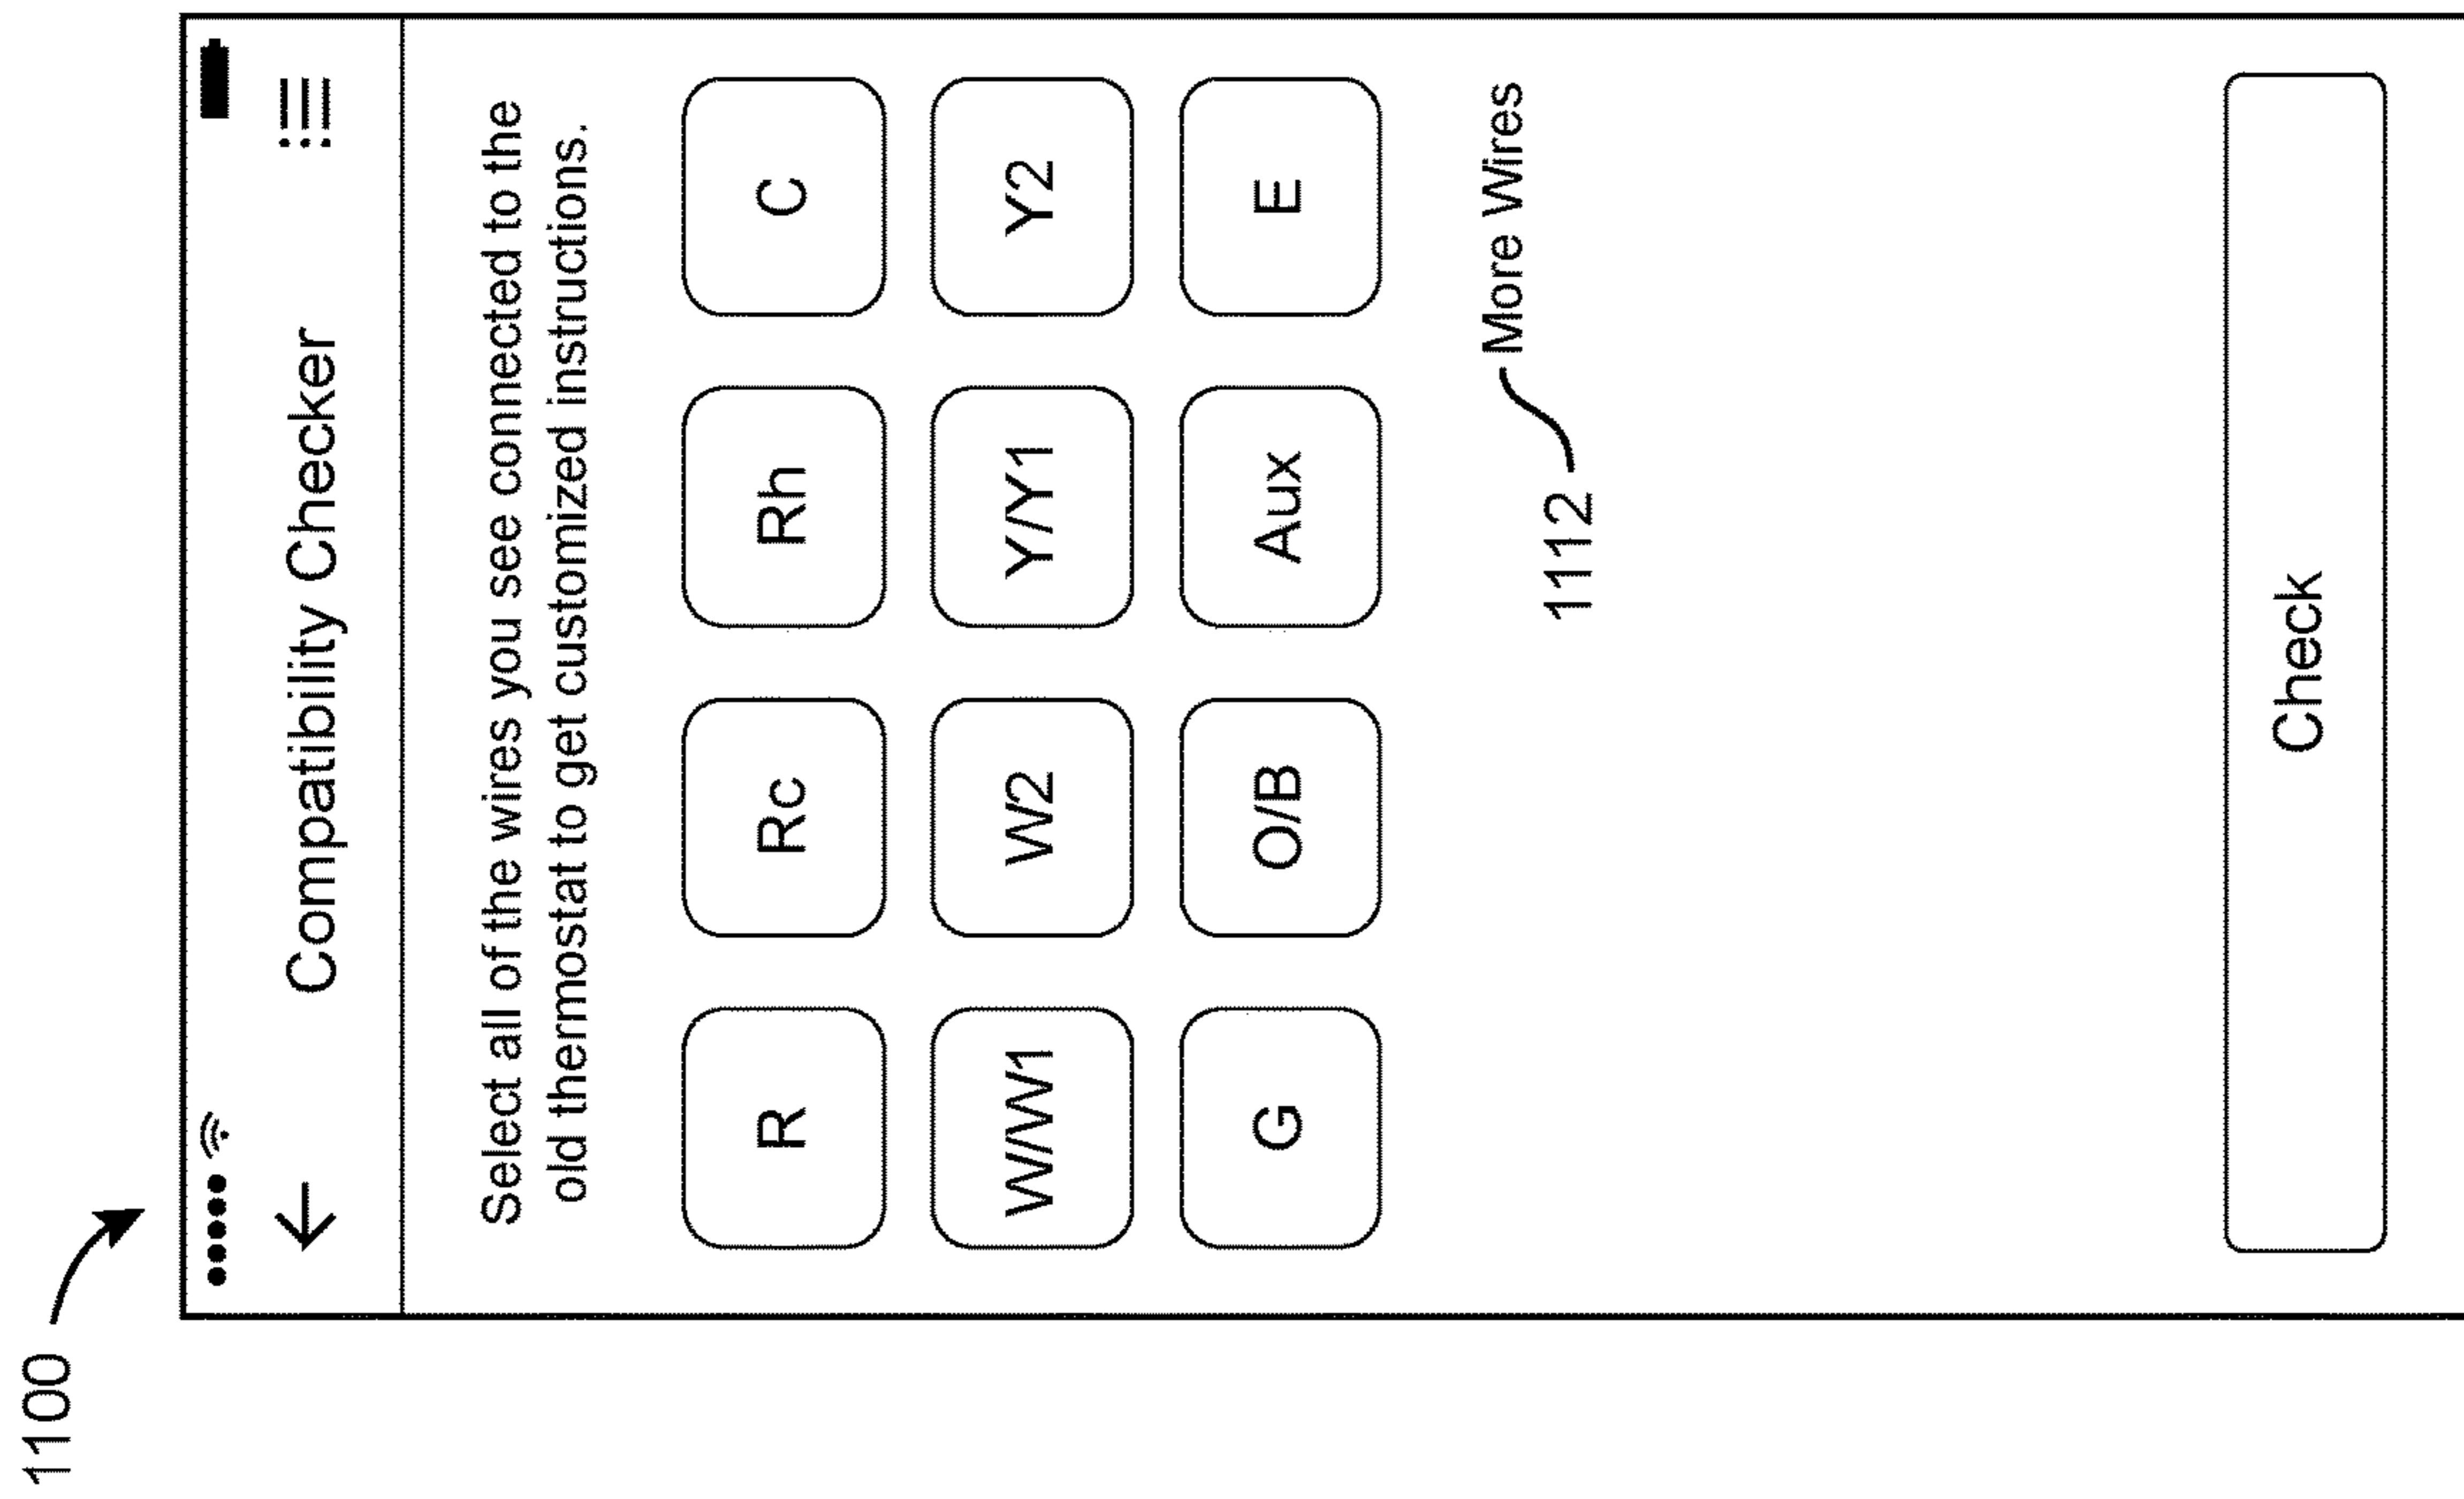 1100
Compatibility Checker
Select all of the wires you see connected to the
old thermostat to get customized instructions.
R Rc Rh C
W/W1 W2 Y/Y1 Y2
G O/B Aux E
More Wires
1112
Check